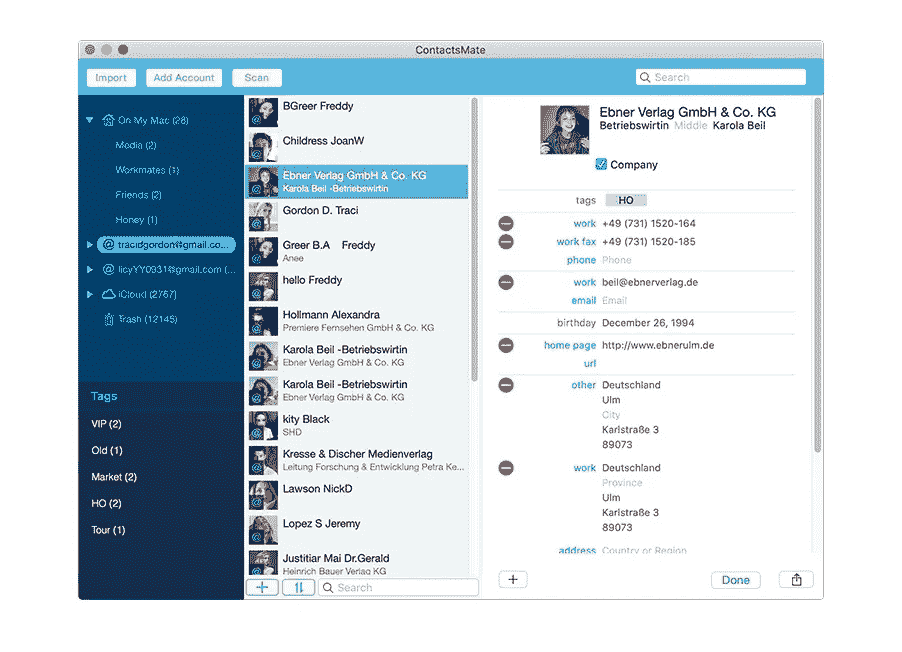 ContactsMate
Import
Add Account
Scan
Search
On My Mac (28)
Media (2)
Workmates (1)
Friends (2)
Honey (1)
@ tracidgordon@gmail.co...
@ licyYY0931@gmail.com (...
iCloud (2767)
Trash (12145)
Tags
VIP (2)
Old (1)
Market (2)
HO (2)
Tour (1)
BGreer Freddy
Childress JoanW
Ebner Verlag GmbH & Co. KG
Karola Beil -Betriebswirtin
Gordon D. Traci
Greer B.A Freddy
Anee
hello Freddy
Hollmann Alexandra
Premiere Fernsehen GmbH & Co. KG
Karola Beil -Betriebswirtin
Ebner Verlag GmbH & Co. KG
Karola Beil -Betriebswirtin
Ebner Verlag GmbH & Co. KG
kity Black
SHD
Kresse & Discher Medienverlag
Leitung Forschung & Entwicklung Petra Ke...
Lawson NickD
Lopez S Jeremy
Justitiar Mai Dr.Gerald
Heinrich Bauer Verlag KG
Search
Ebner Verlag GmbH & Co. KG
Betriebswirtin Middle Karola Beil
Company
tags HO
work +49 (731) 1520-164
work fax +49 (731) 1520-185
phone Phone
work beil@ebnerverlag.de
email Email
birthday December 26, 1994
home page http://www.ebnerulm.de
url
other Deutschland
Ulm
City
Karlstraße 3
89073
work Deutschland
Province
Ulm
Karlstraße 3
89073
address Country or Region
Done